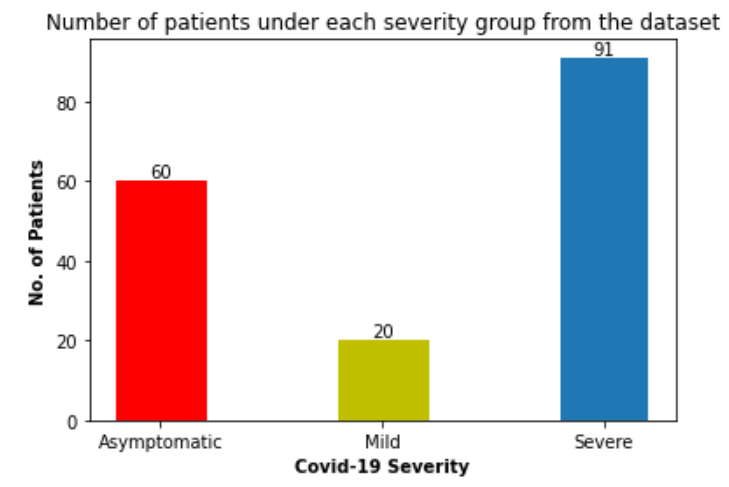 Number of patients under each severity group from the dataset
91
80
60
60
No. of Patients
40
20
20
0
Asymptomatic Mild Severe
Covid-19 Severity